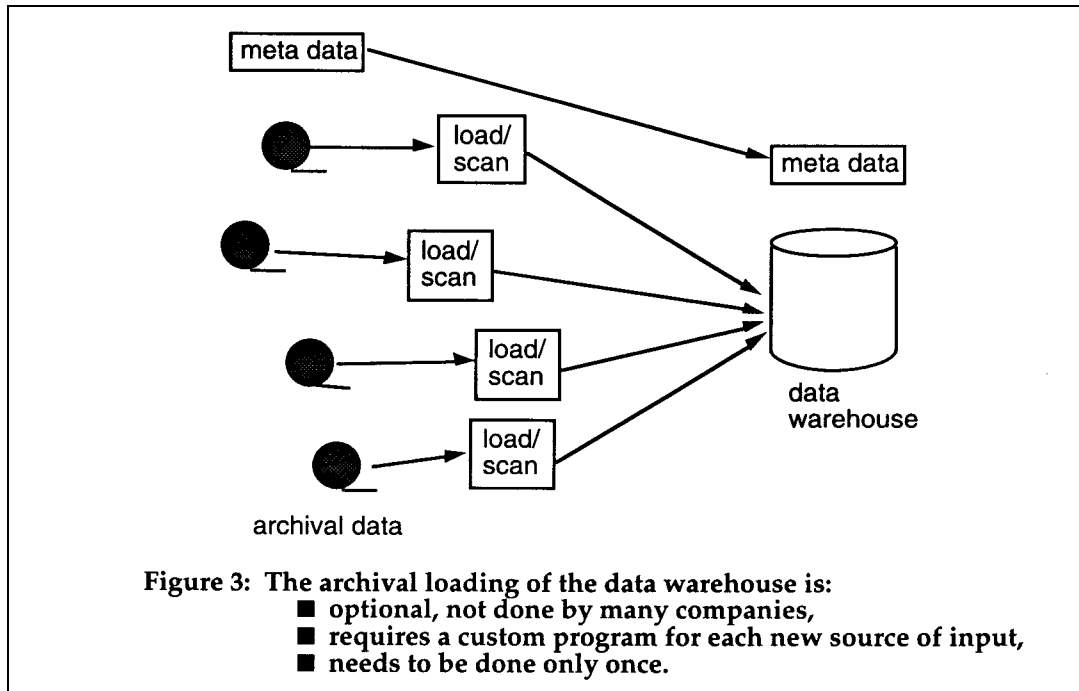 meta data
load/
scan
meta data
load/
scan
load/
scan
data
warehouse
load/
scan
archival data
Figure 3: The archival loading of the data warehouse is:
■ optional, not done by many companies,
■ requires a custom program for each new source of input,
■ needs to be done only once.